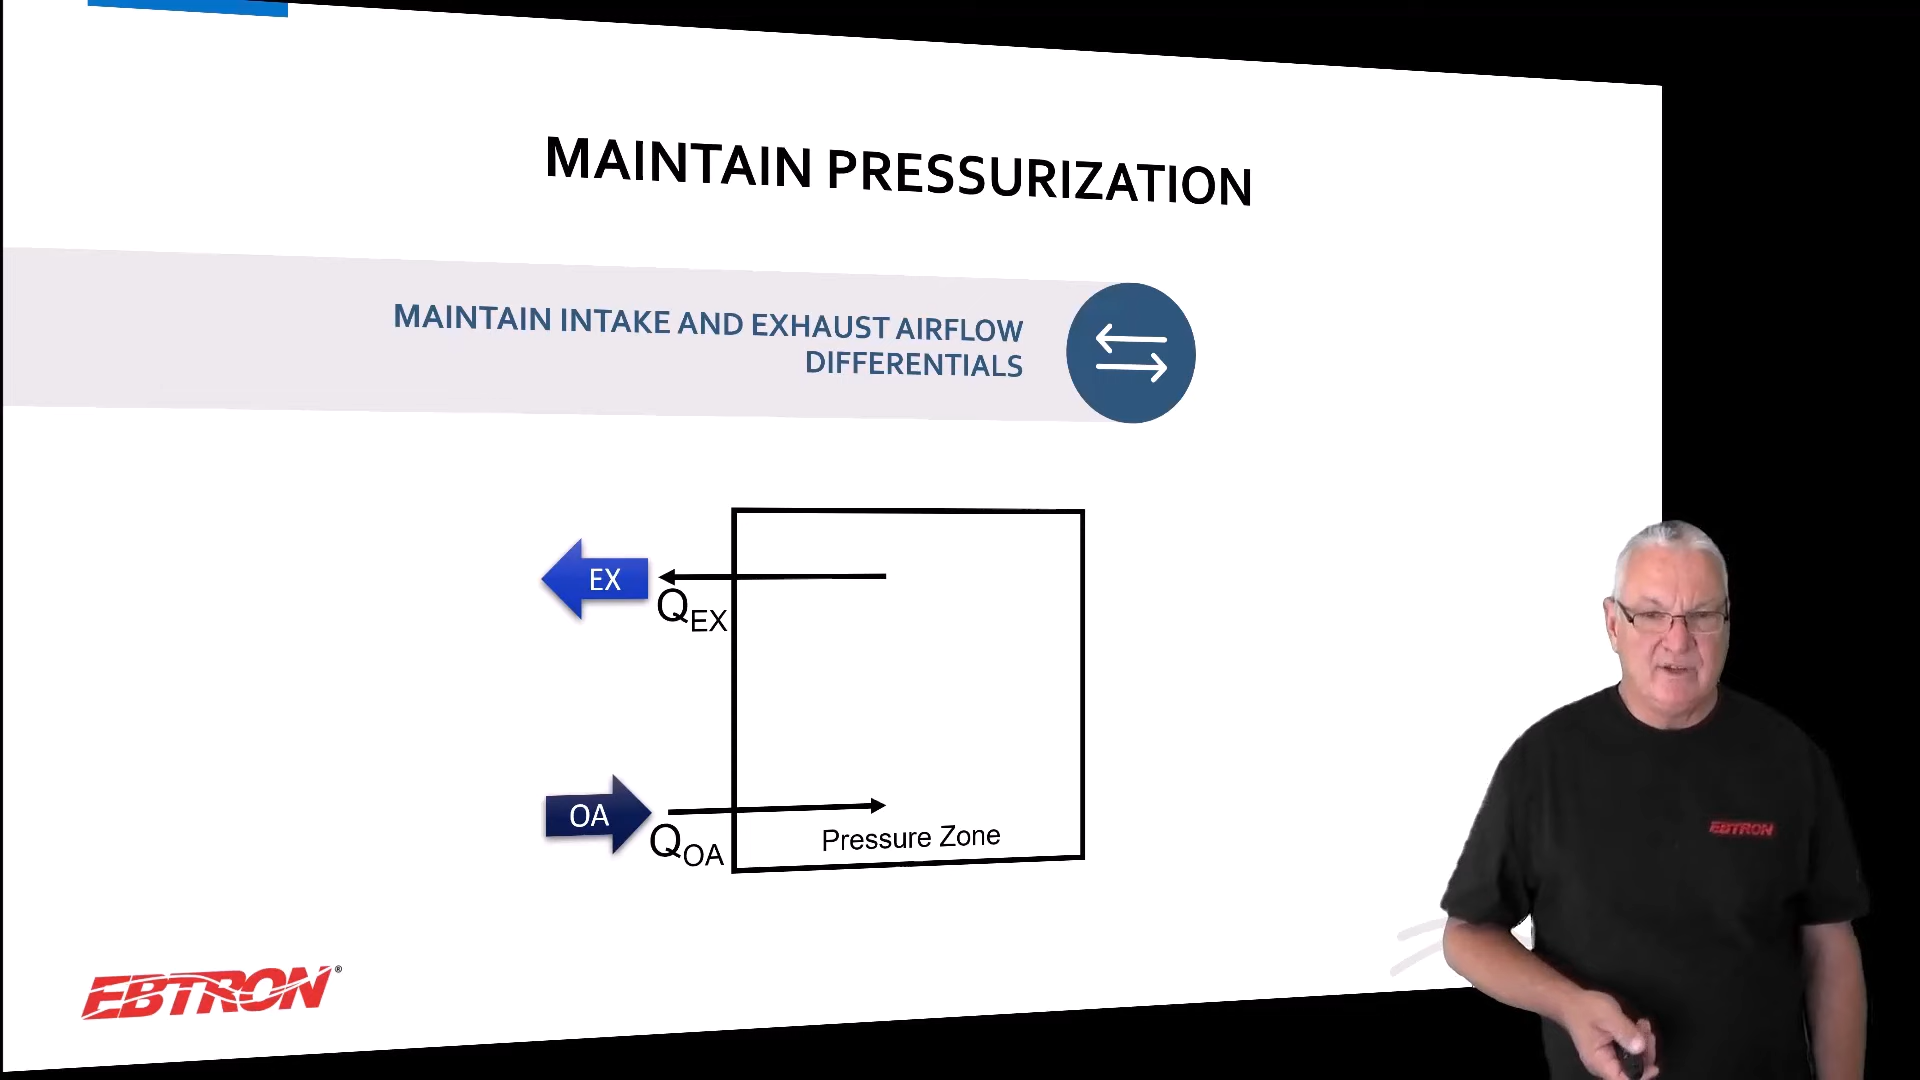 MAINTAIN PRESSURIZATION
MAINTAIN INTAKE AND EXHAUST AIRFLOW
DIFFERENTIALS
EX
QEX
OA
QOA
Pressure Zone
EBTRON®
EBTRON